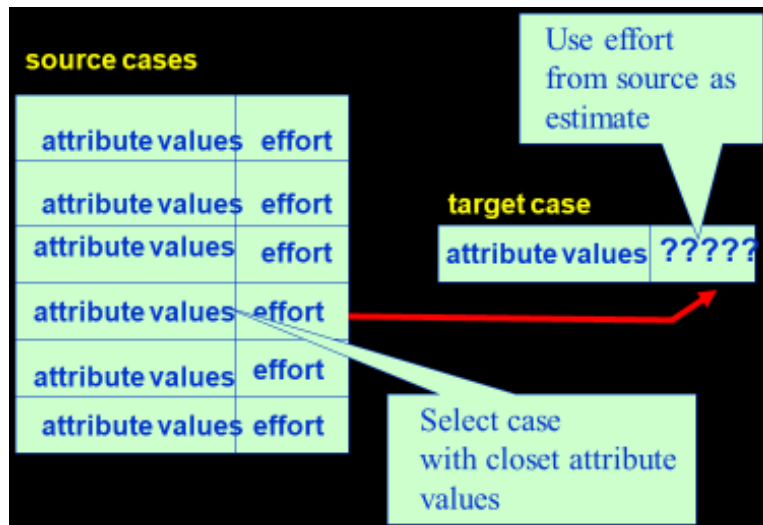 source cases
attribute values effort
attribute values effort
attribute values effort
attribute values effort
attribute values effort
attribute values effort
Use effort
from source as
estimate
target case
attribute values ?????
Select case
with closet attribute
values